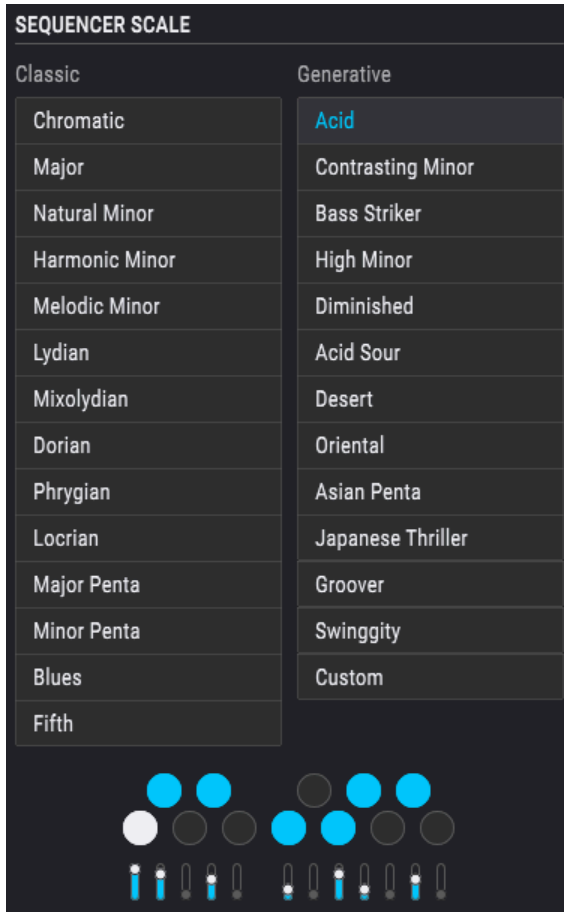 SEQUENCER SCALE
Classic
Chromatic
Major
Natural Minor
Harmonic Minor
Melodic Minor
Lydian
Mixolydian
Dorian
Phrygian
Locrian
Major Penta
Minor Penta
Blues
Fifth
Generative
Acid
Contrasting Minor
Bass Striker
High Minor
Diminished
Acid Sour
Desert
Oriental
Asian Penta
Japanese Thriller
Groover
Swinggity
Custom